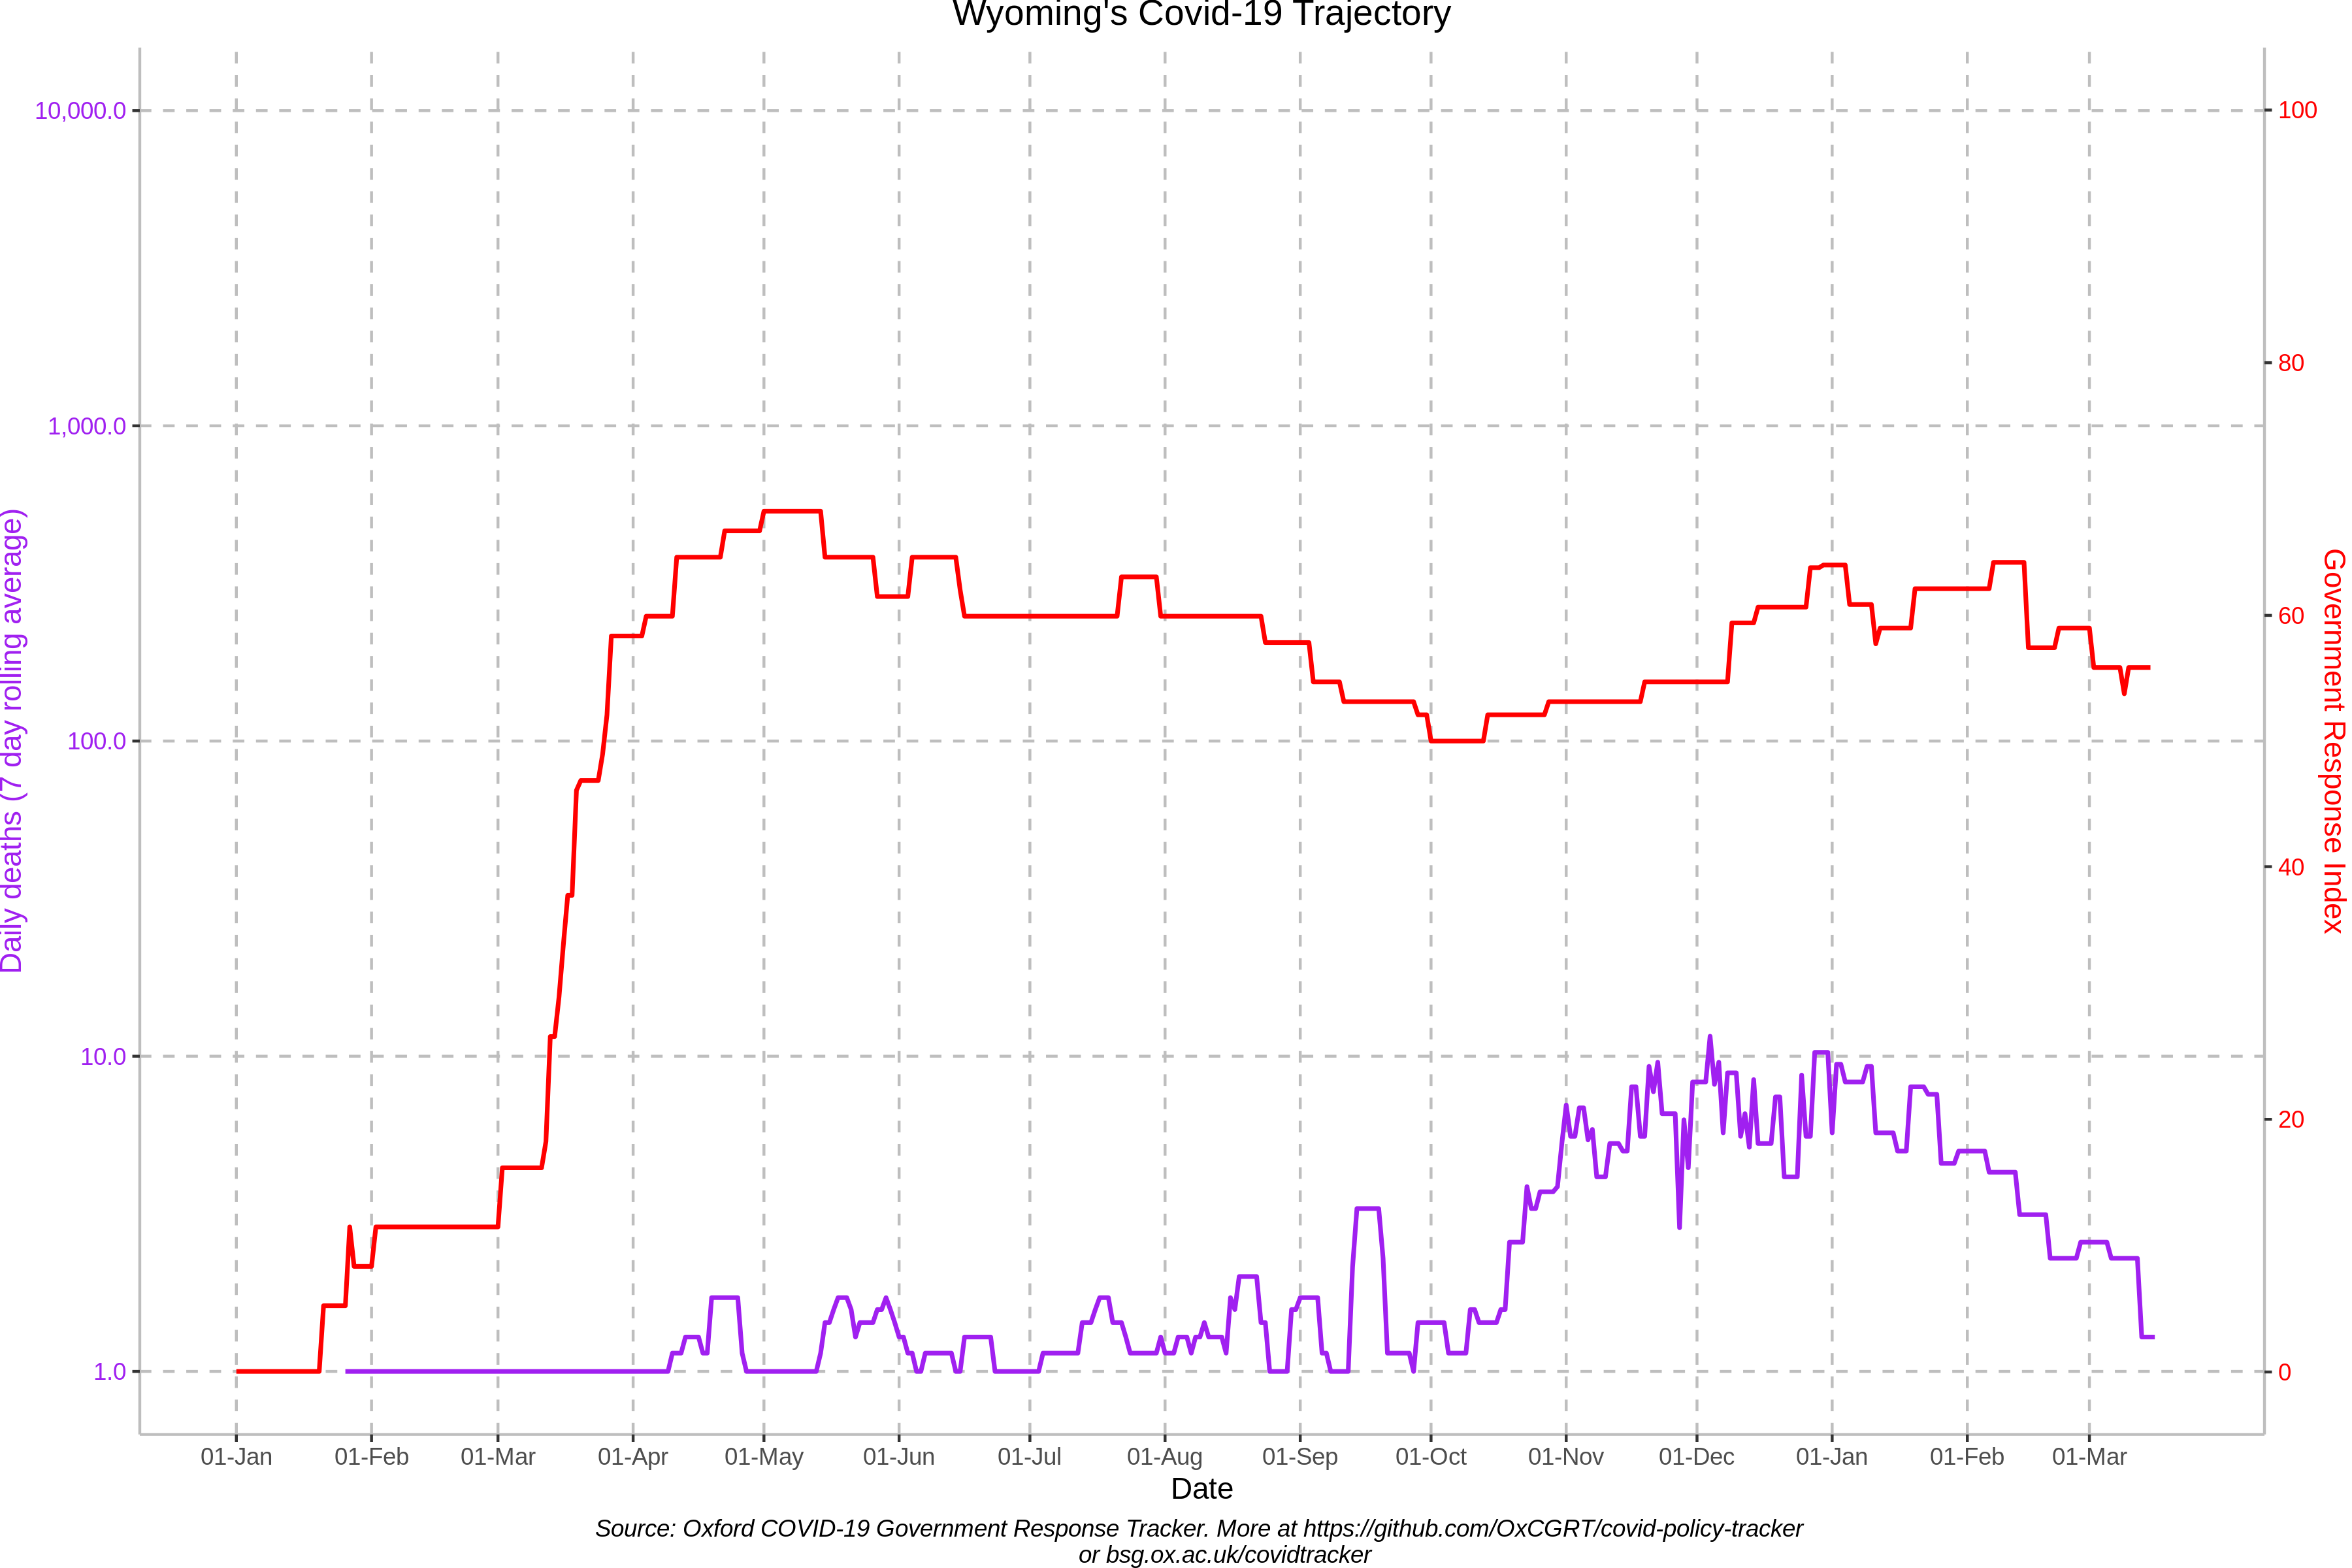 Wyoming's Covid-19 Trajectory
10,000.0
1,000.0
100.0
10.0
1.0
Daily deaths (7 day rolling average)
100
80
60
40
20
0
Government Response Index
01-Jan 01-Feb 01-Mar 01-Apr 01-May 01-Jun 01-Jul 01-Aug 01-Sep 01-Oct 01-Nov 01-Dec 01-Jan 01-Feb 01-Mar
Date
Source: Oxford COVID-19 Government Response Tracker. More at https://github.com/OxCGRT/covid-policy-tracker
or bsg.ox.ac.uk/covidtracker